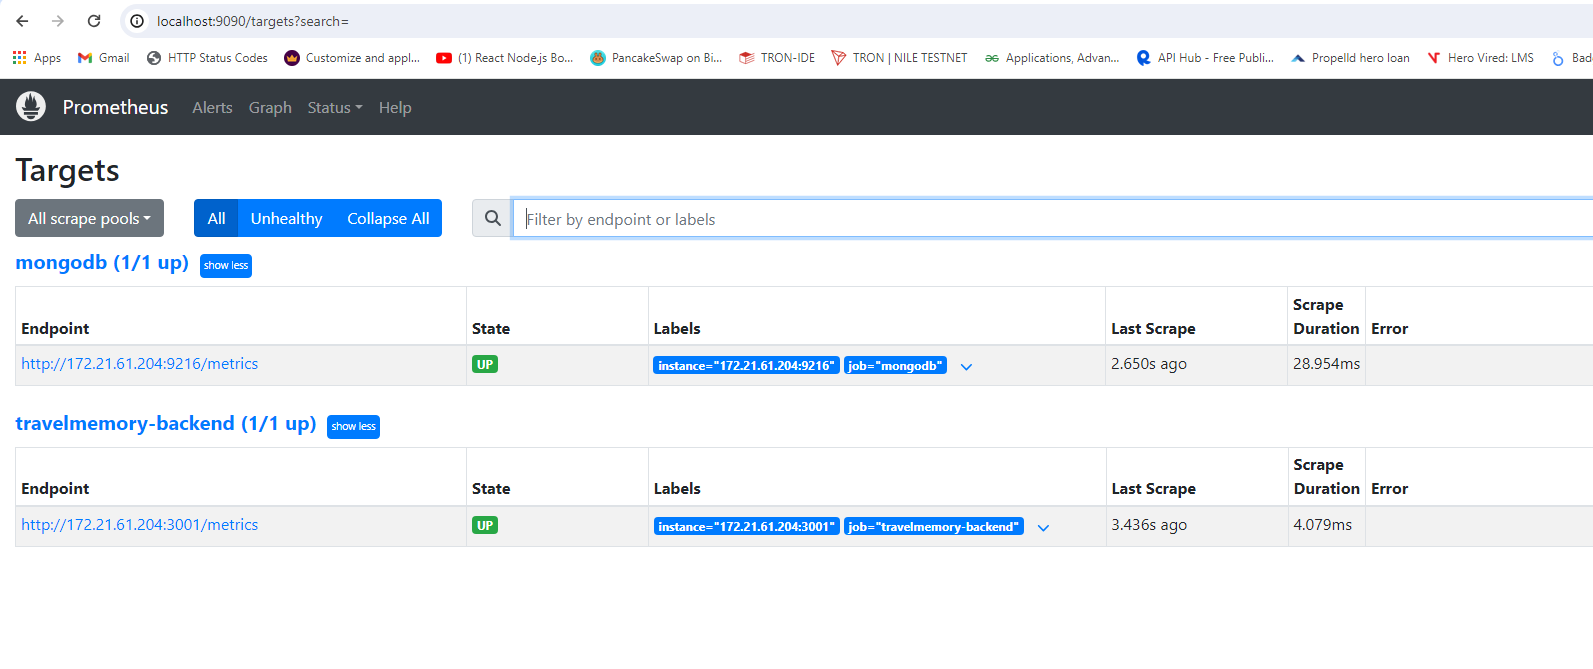 localhost:9090/targets?search=
Apps Gmail HTTP Status Codes Customize and appl... (1) React Node.js Bo... PancakeSwap on Bi... TRON-IDE TRON | NILE TESTNET Applications, Advan... API Hub - Free Publi... Propelld hero loan Hero Vired: LMS Bad
Prometheus Alerts Graph Status Help
Targets
All scrape pools All Unhealthy Collapse All Filter by endpoint or labels
mongodb (1/1 up) show less
Endpoint State Labels Last Scrape Scrape Duration Error
http://172.21.61.204:9216/metrics UP instance="172.21.61.204:9216" job="mongodb" 2.650s ago 28.954ms
travelmemory-backend (1/1 up) show less
Endpoint State Labels Last Scrape Scrape Duration Error
http://172.21.61.204:3001/metrics UP instance="172.21.61.204:3001" job="travelmemory-backend" 3.436s ago 4.079ms